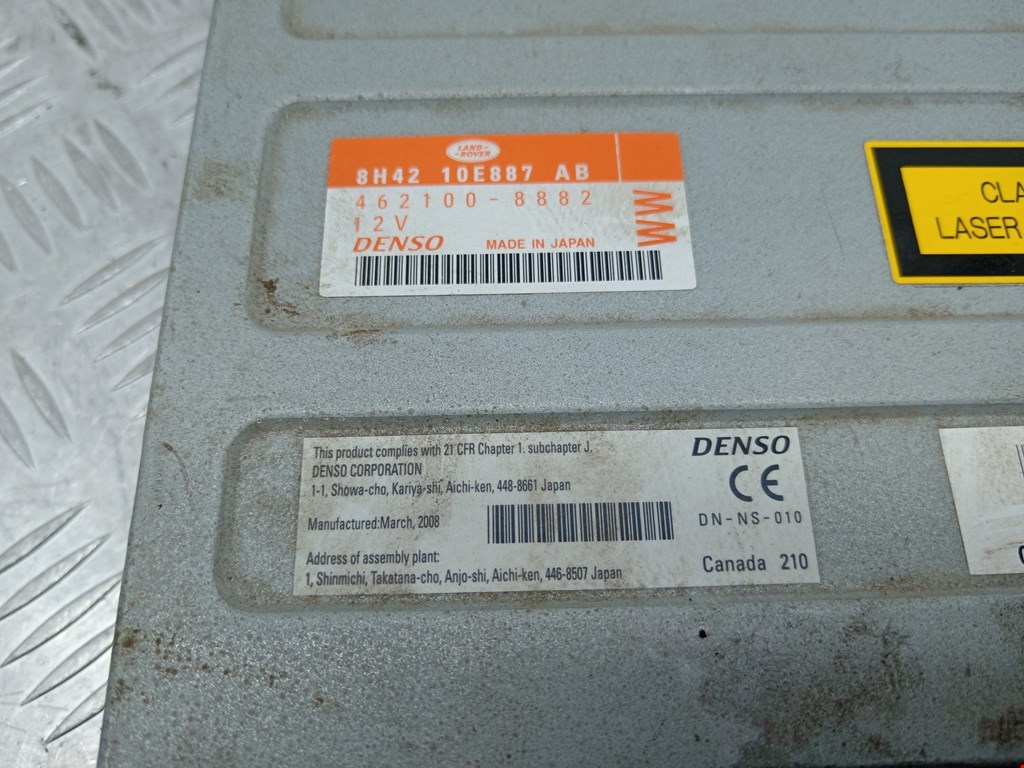 LAND-
ROVER
8H42 10E887 AB
462100-8882
12V
DENSO MADE IN JAPAN
WW
LASER
This product complies with 21 CFR Chapter 1. subchapter J.
DENSO CORPORATION
1-1, Showa-cho, Kariya-shi, Aichi-ken, 448-8661 Japan
Manufactured:March, 2008
Address of assembly plant:
1, Shinmichi, Takatana-cho, Anjo-shi, Aichi-ken, 446-8507 Japan
DENSO
CE
DN-NS-010
Canada 210